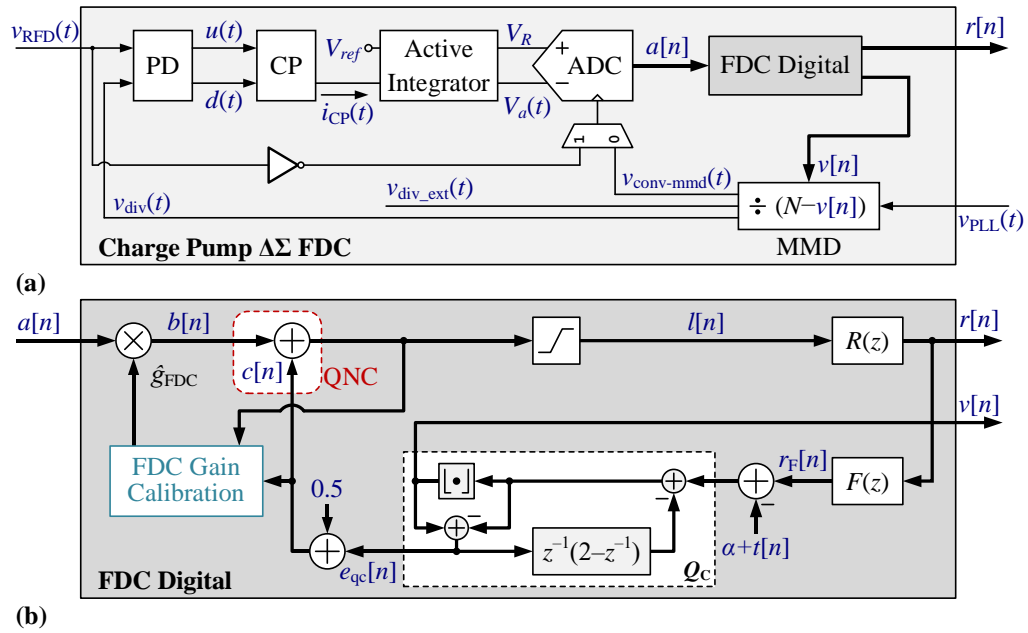 v_RFD(t)
u(t)
V_ref
V_R
a[n]
r[n]
PD
CP
Active
Integrator
+
−
ADC
FDC Digital
d(t)
i_CP(t)
V_a(t)
1
0
v_conv-mmd(t)
v[n]
v_div(t)
v_div_ext(t)
÷ (N−v[n])
v_PLL(t)
Charge Pump ΔΣ FDC
MMD
(a)
a[n]
b[n]
l[n]
r[n]
×
+
R(z)
ĝ_FDC
c[n]
QNC
v[n]
FDC Gain
Calibration
r_F[n]
F(z)
⌊•⌋
+
−
+
−
0.5
−
+
z⁻¹(2−z⁻¹)
α+t[n]
+
e_qc[n]
Q_C
FDC Digital
(b)